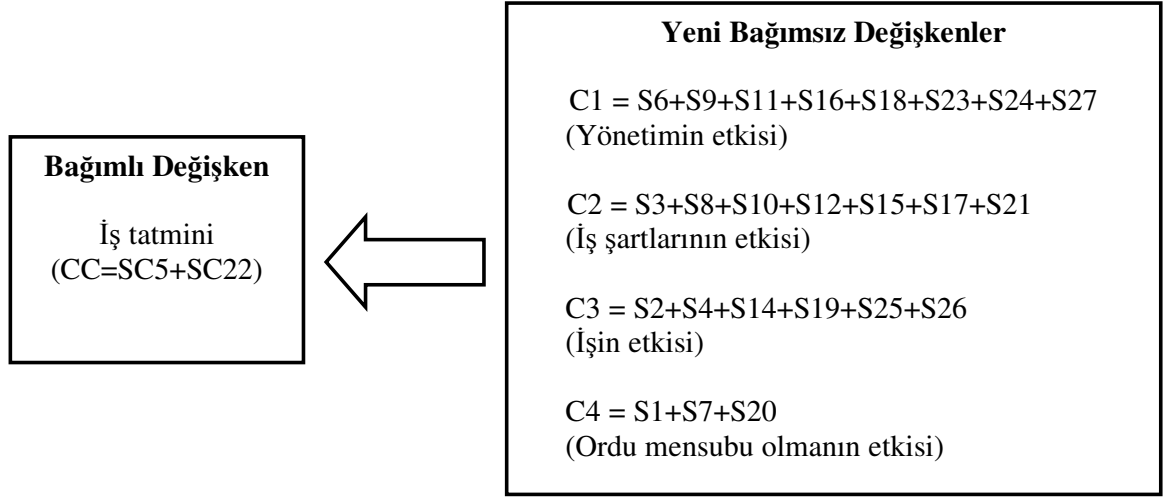 Bağımlı Değişken
İş tatmini
(CC=SC5+SC22)
Yeni Bağımsız Değişkenler
C1 = S6+S9+S11+S16+S18+S23+S24+S27
(Yönetimin etkisi)
C2 = S3+S8+S10+S12+S15+S17+S21
(İş şartlarının etkisi)
C3 = S2+S4+S14+S19+S25+S26
(İşin etkisi)
C4 = S1+S7+S20
(Ordu mensubu olmanın etkisi)